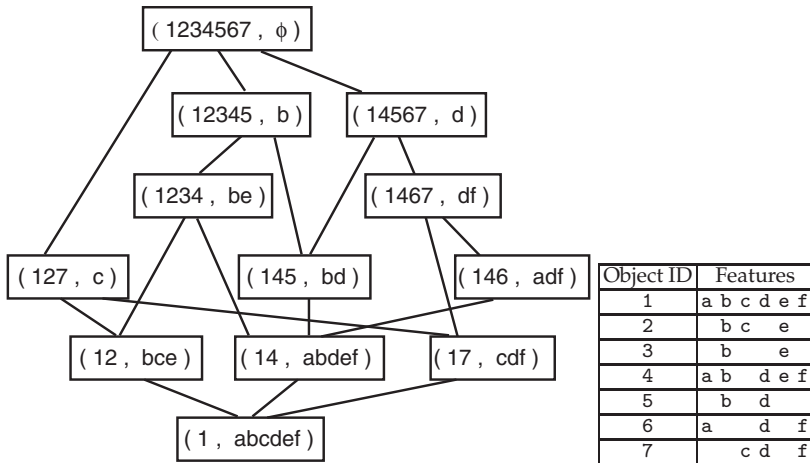 ( 1234567 , ϕ )
( 12345 , b )
( 14567 , d )
( 1234 , be )
( 1467 , df )
( 127 , c )
( 145 , bd )
( 146 , adf )
( 12 , bce )
( 14 , abdef )
( 17 , cdf )
( 1 , abcdef )
Object ID Features
1 a b c d e f
2 b c e
3 b e
4 a b d e f
5 b d
6 a d f
7 c d f